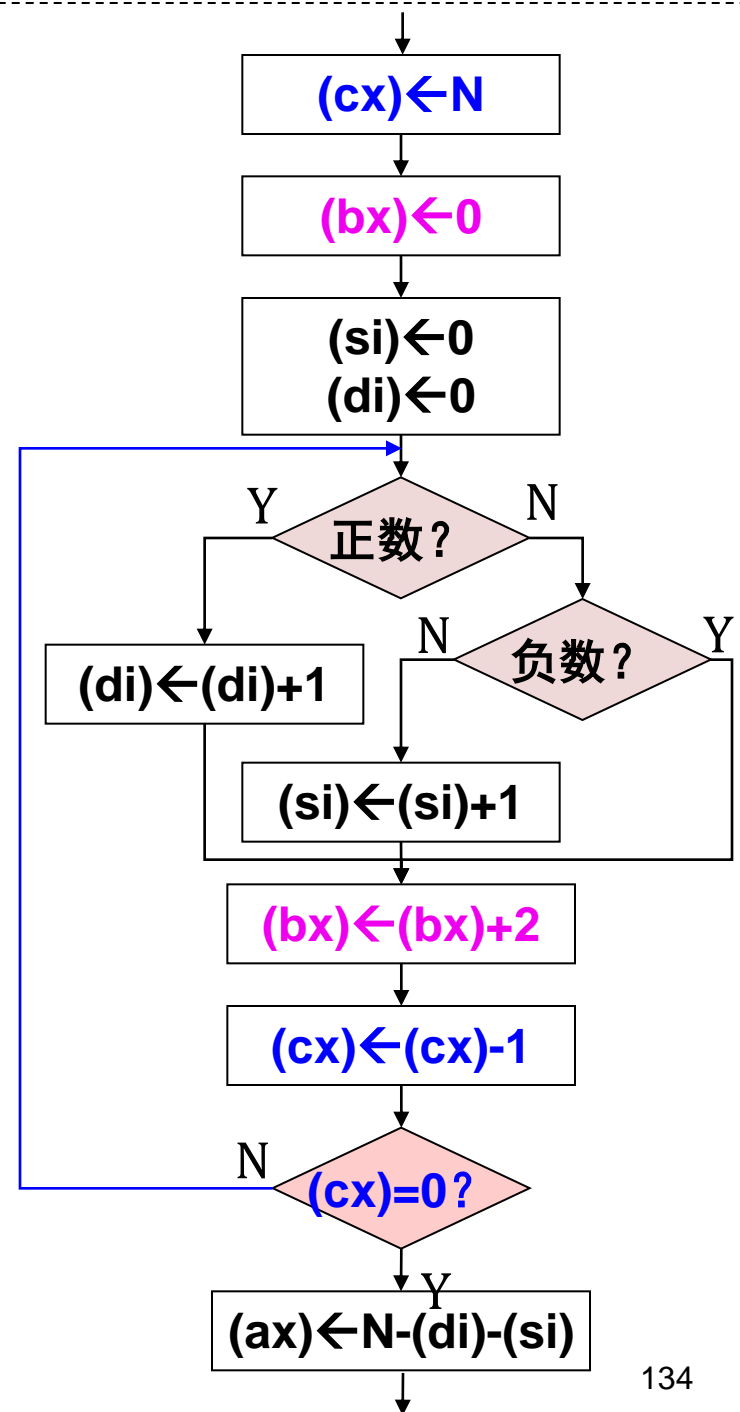 (cx)←N
(bx)←0
(si)←0
(di)←0
Y
N
正数？
N
Y
负数？
(di)←(di)+1
(si)←(si)+1
(bx)←(bx)+2
(cx)←(cx)-1
N
(cx)=0？
Y
(ax)←N-(di)-(si)
134